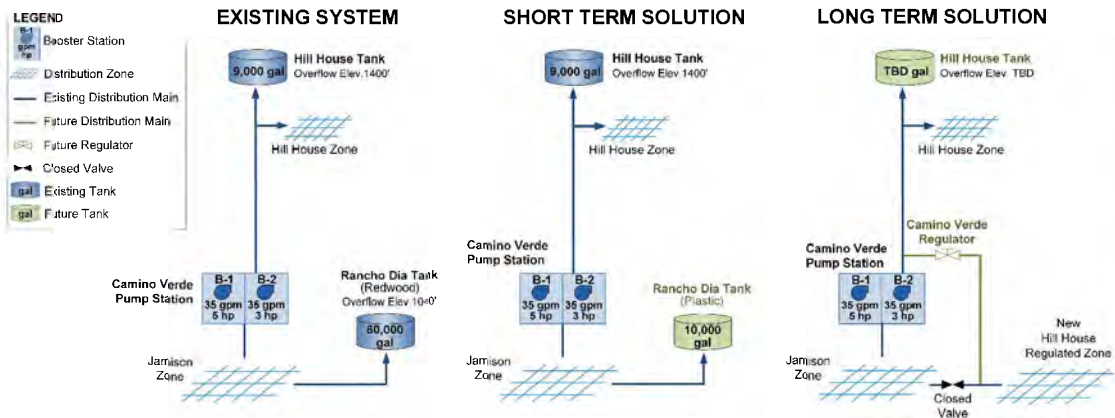 LEGEND
B-1
gpm
hp
Booster Station
Distribution Zone
Existing Distribution Main
Future Distribution Main
Future Regulator
Closed Valve
gal Existing Tank
gal Future Tank
EXISTING SYSTEM
9,000 gal
Hill House Tank
Overflow Elev.1400'
Hill House Zone
Camino Verde
Pump Station
B-1 B-2
35 gpm 35 gpm
5 hp 3 hp
Rancho Dia Tank
(Redwood)
Overflow Elev 1040'
60,000
gal
Jamison
Zone
SHORT TERM SOLUTION
9,000 gal
Hill House Tank
Overflow Elev. 1400'
Hill House Zone
Camino Verde
Pump Station
B-1 B-2
35 gpm 35 gpm
5 hp 3 hp
Rancho Dia Tank
(Plastic)
10,000
gal
Jamison
Zone
LONG TERM SOLUTION
TBD gal
Hill House Tank
Overflow Elev. TBD
Hill House Zone
Camino Verde
Regulator
Camino Verde
Pump Station
B-1 B-2
35 gpm 35 gpm
5 hp 3 hp
New
Hill House
Regulated Zone
Jamison
Zone
Closed
Valve